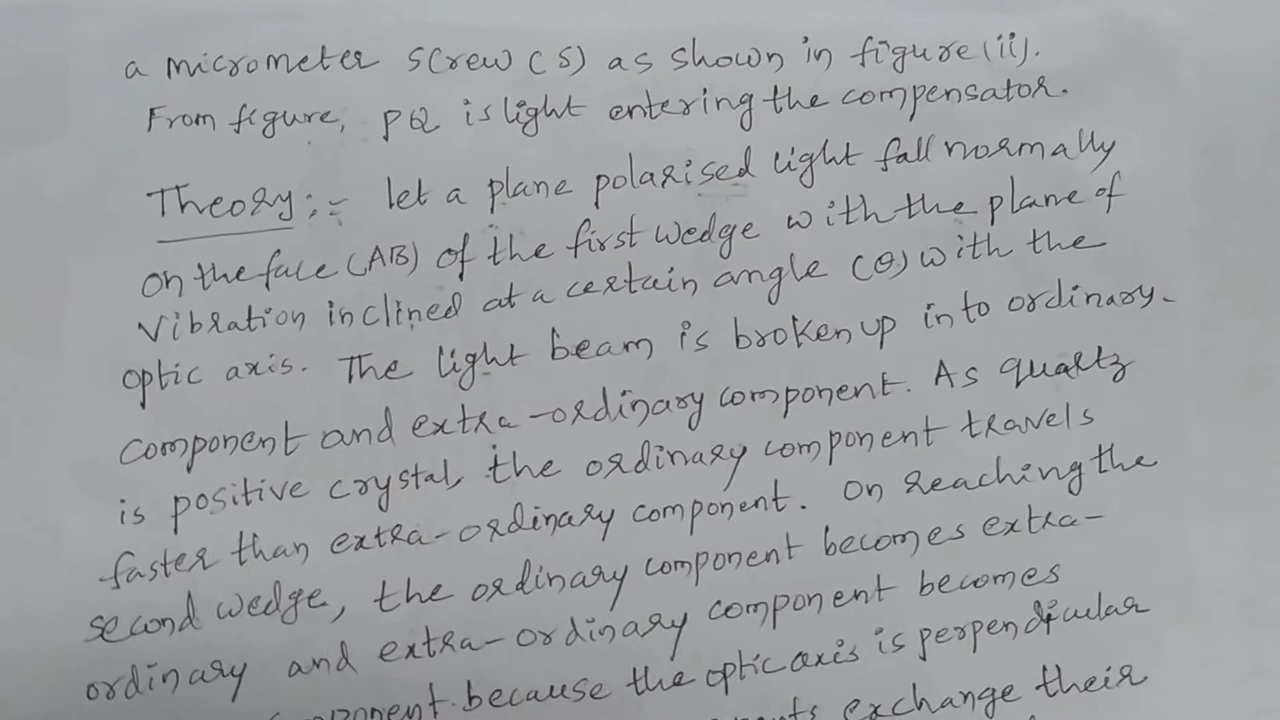 a micrometer screw (S) as shown in figure (ii).
From figure, PQ is light entering the compensator.
Theory:- let a plane polarised light fall normally
on the face (AB) of the first wedge with the plane of
Vibration inclined at a certain angle (θ) with the
optic axis. The light beam is broken up into ordinary-
component and extra-ordinary component. As quartz
is positive crystal, the ordinary component travels
faster than extra-ordinary component. On reaching the
second wedge, the ordinary component becomes extra-
ordinary and extra-ordinary component becomes
because the optic axis is perpendicular
exchange their